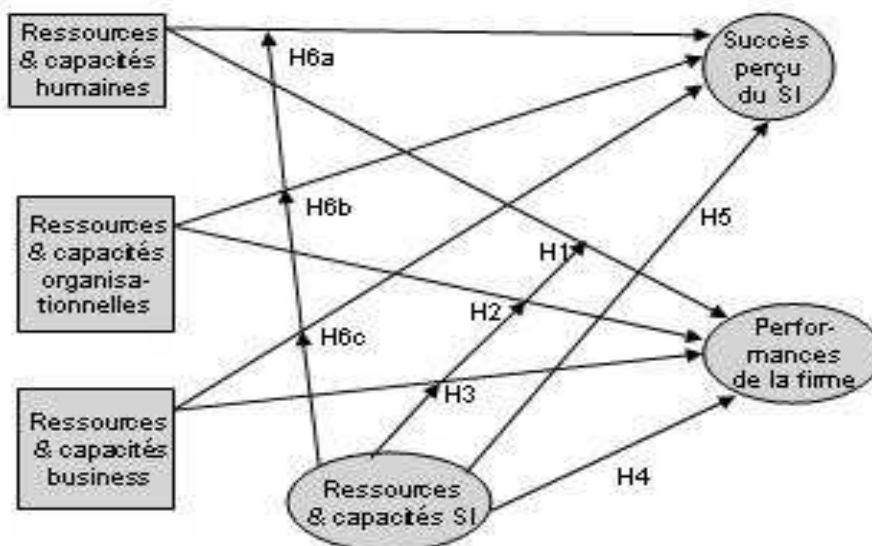 Ressources
& capacités
humaines
Succès
perçu
du SI
H6a
Ressources
& capacités
organisa-
tionnelles
H6b
H5
H1
H2
H6c
H3
Perfor-
mances
de la firme
Ressources
& capacités
business
Ressources
& capacités SI
H4